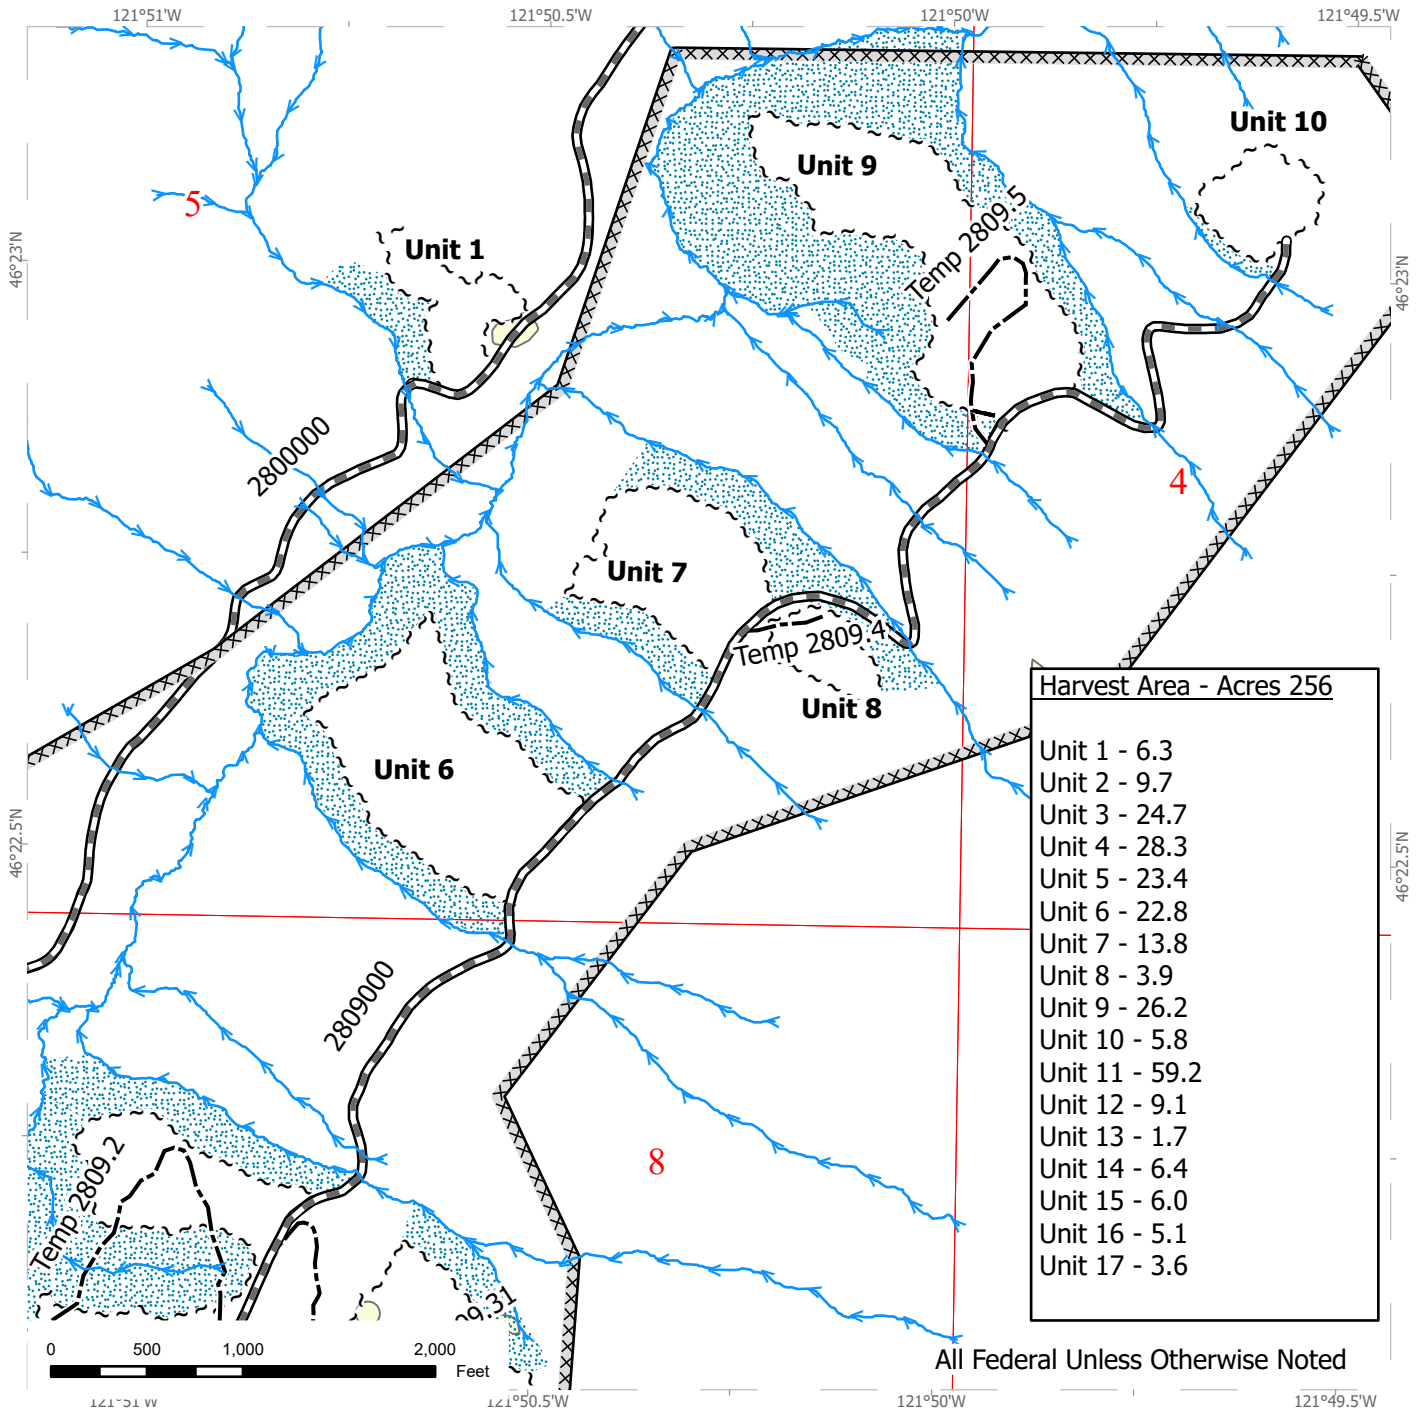 121°51'W
121°50.5'W
121°50'W
121°49.5'W
Unit 10
Unit 9
5
Temp 2809.5
Unit 1
46°23'N
46°23'N
2800000
4
Unit 7
Temp 2809.4
Unit 8
Unit 6
46°22.5'N
46°22.5'N
Harvest Area - Acres 256
Unit 1 - 6.3
Unit 2 - 9.7
Unit 3 - 24.7
Unit 4 - 28.3
Unit 5 - 23.4
Unit 6 - 22.8
Unit 7 - 13.8
Unit 8 - 3.9
Unit 9 - 26.2
Unit 10 - 5.8
Unit 11 - 59.2
Unit 12 - 9.1
Unit 13 - 1.7
Unit 14 - 6.4
Unit 15 - 6.0
Unit 16 - 5.1
Unit 17 - 3.6
2809000
8
Temp 2809.2
09.31
0 500 1,000 2,000
Feet
All Federal Unless Otherwise Noted
121°51'W
121°50.5'W
121°50'W
121°49.5'W